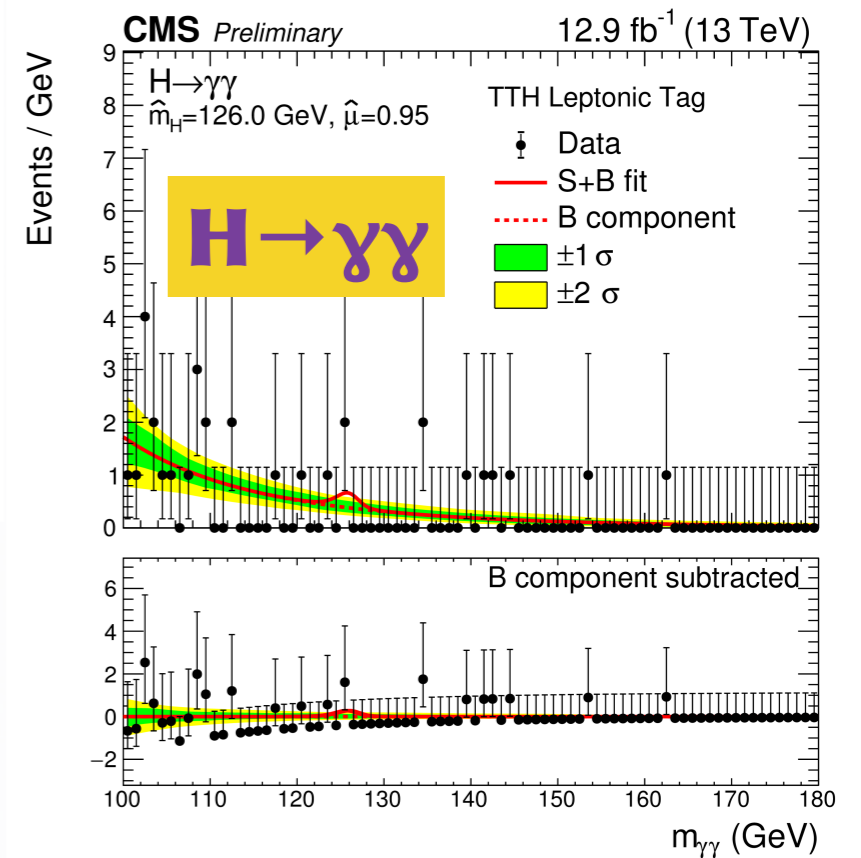 CMS Preliminary 12.9 fb⁻¹ (13 TeV)
Events / GeV
H→γγ
m̂_H=126.0 GeV, μ̂=0.95
TTH Leptonic Tag
Data
S+B fit
B component
±1 σ
±2 σ
H→γγ
9
8
7
6
5
4
3
2
1
0
B component subtracted
6
4
2
0
−2
100 110 120 130 140 150 160 170 180
m_γγ (GeV)